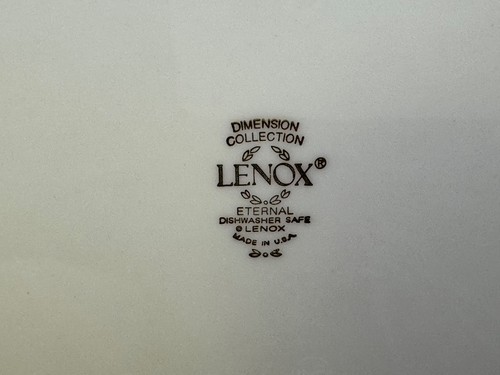 DIMENSION
COLLECTION
LENOX®
ETERNAL
DISHWASHER SAFE
© LENOX
MADE IN U.S.A.